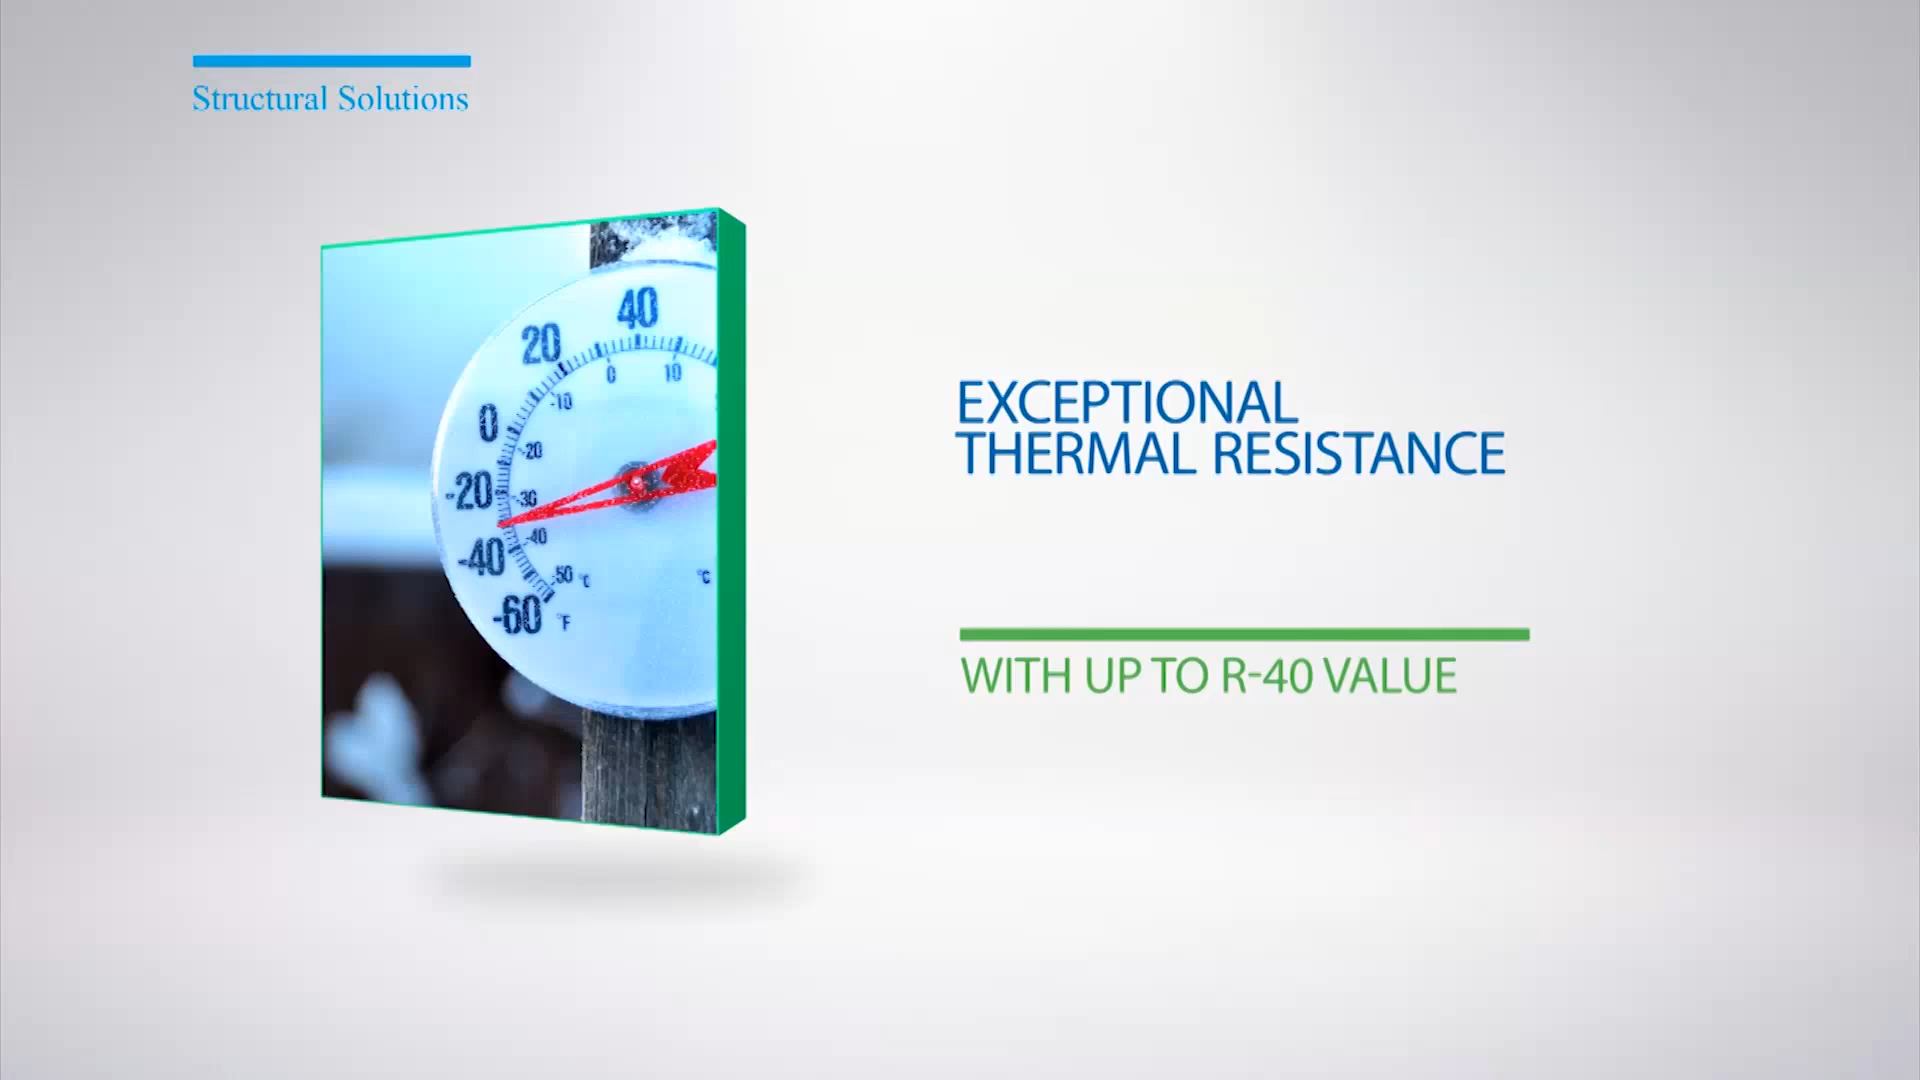 Structural Solutions
40
20
0
10
-10
0
-20
-20
-30
-40
-40
-50 °C
°C
-60 °F
EXCEPTIONAL
THERMAL RESISTANCE
WITH UP TO R-40 VALUE